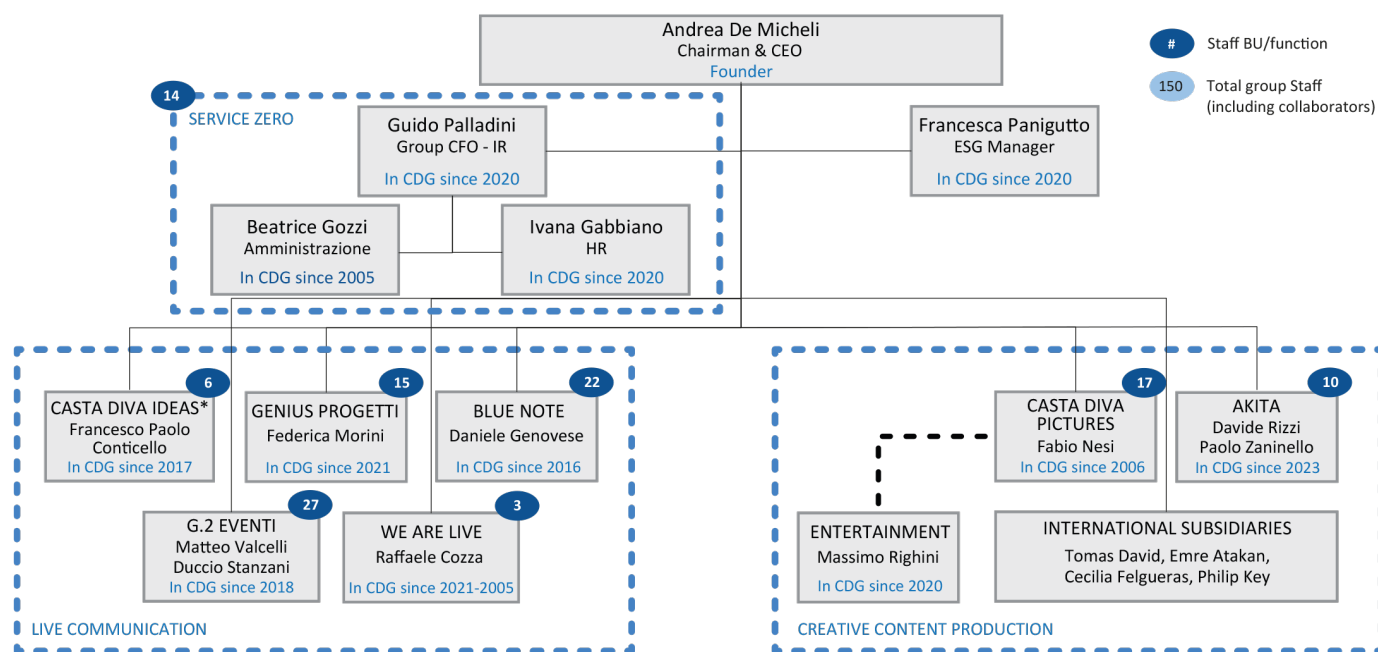 Andrea De Micheli
Chairman & CEO
Founder
#
Staff BU/function
150
Total group Staff
(including collaborators)
14
SERVICE ZERO
Guido Palladini
Group CFO - IR
In CDG since 2020
Francesca Panigutto
ESG Manager
In CDG since 2020
Beatrice Gozzi
Amministrazione
In CDG since 2005
Ivana Gabbiano
HR
In CDG since 2020
6
CASTA DIVA IDEAS*
Francesco Paolo
Conticello
In CDG since 2017
15
GENIUS PROGETTI
Federica Morini
In CDG since 2021
22
BLUE NOTE
Daniele Genovese
In CDG since 2016
27
G.2 EVENTI
Matteo Valcelli
Duccio Stanzani
In CDG since 2018
3
WE ARE LIVE
Raffaele Cozza
In CDG since 2021-2005
LIVE COMMUNICATION
17
CASTA DIVA
PICTURES
Fabio Nesi
In CDG since 2006
10
AKITA
Davide Rizzi
Paolo Zaninello
In CDG since 2023
ENTERTAINMENT
Massimo Righini
In CDG since 2020
INTERNATIONAL SUBSIDIARIES
Tomas David, Emre Atakan,
Cecilia Felgueras, Philip Key
CREATIVE CONTENT PRODUCTION